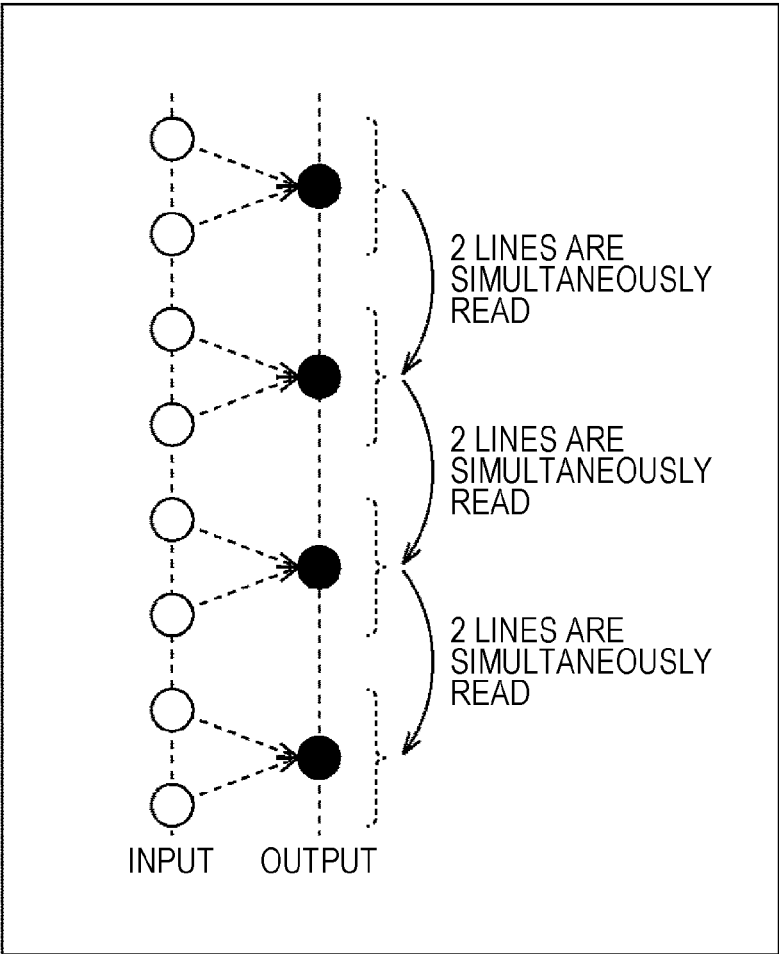 2 LINES ARE
SIMULTANEOUSLY
READ
2 LINES ARE
SIMULTANEOUSLY
READ
2 LINES ARE
SIMULTANEOUSLY
READ
INPUT OUTPUT